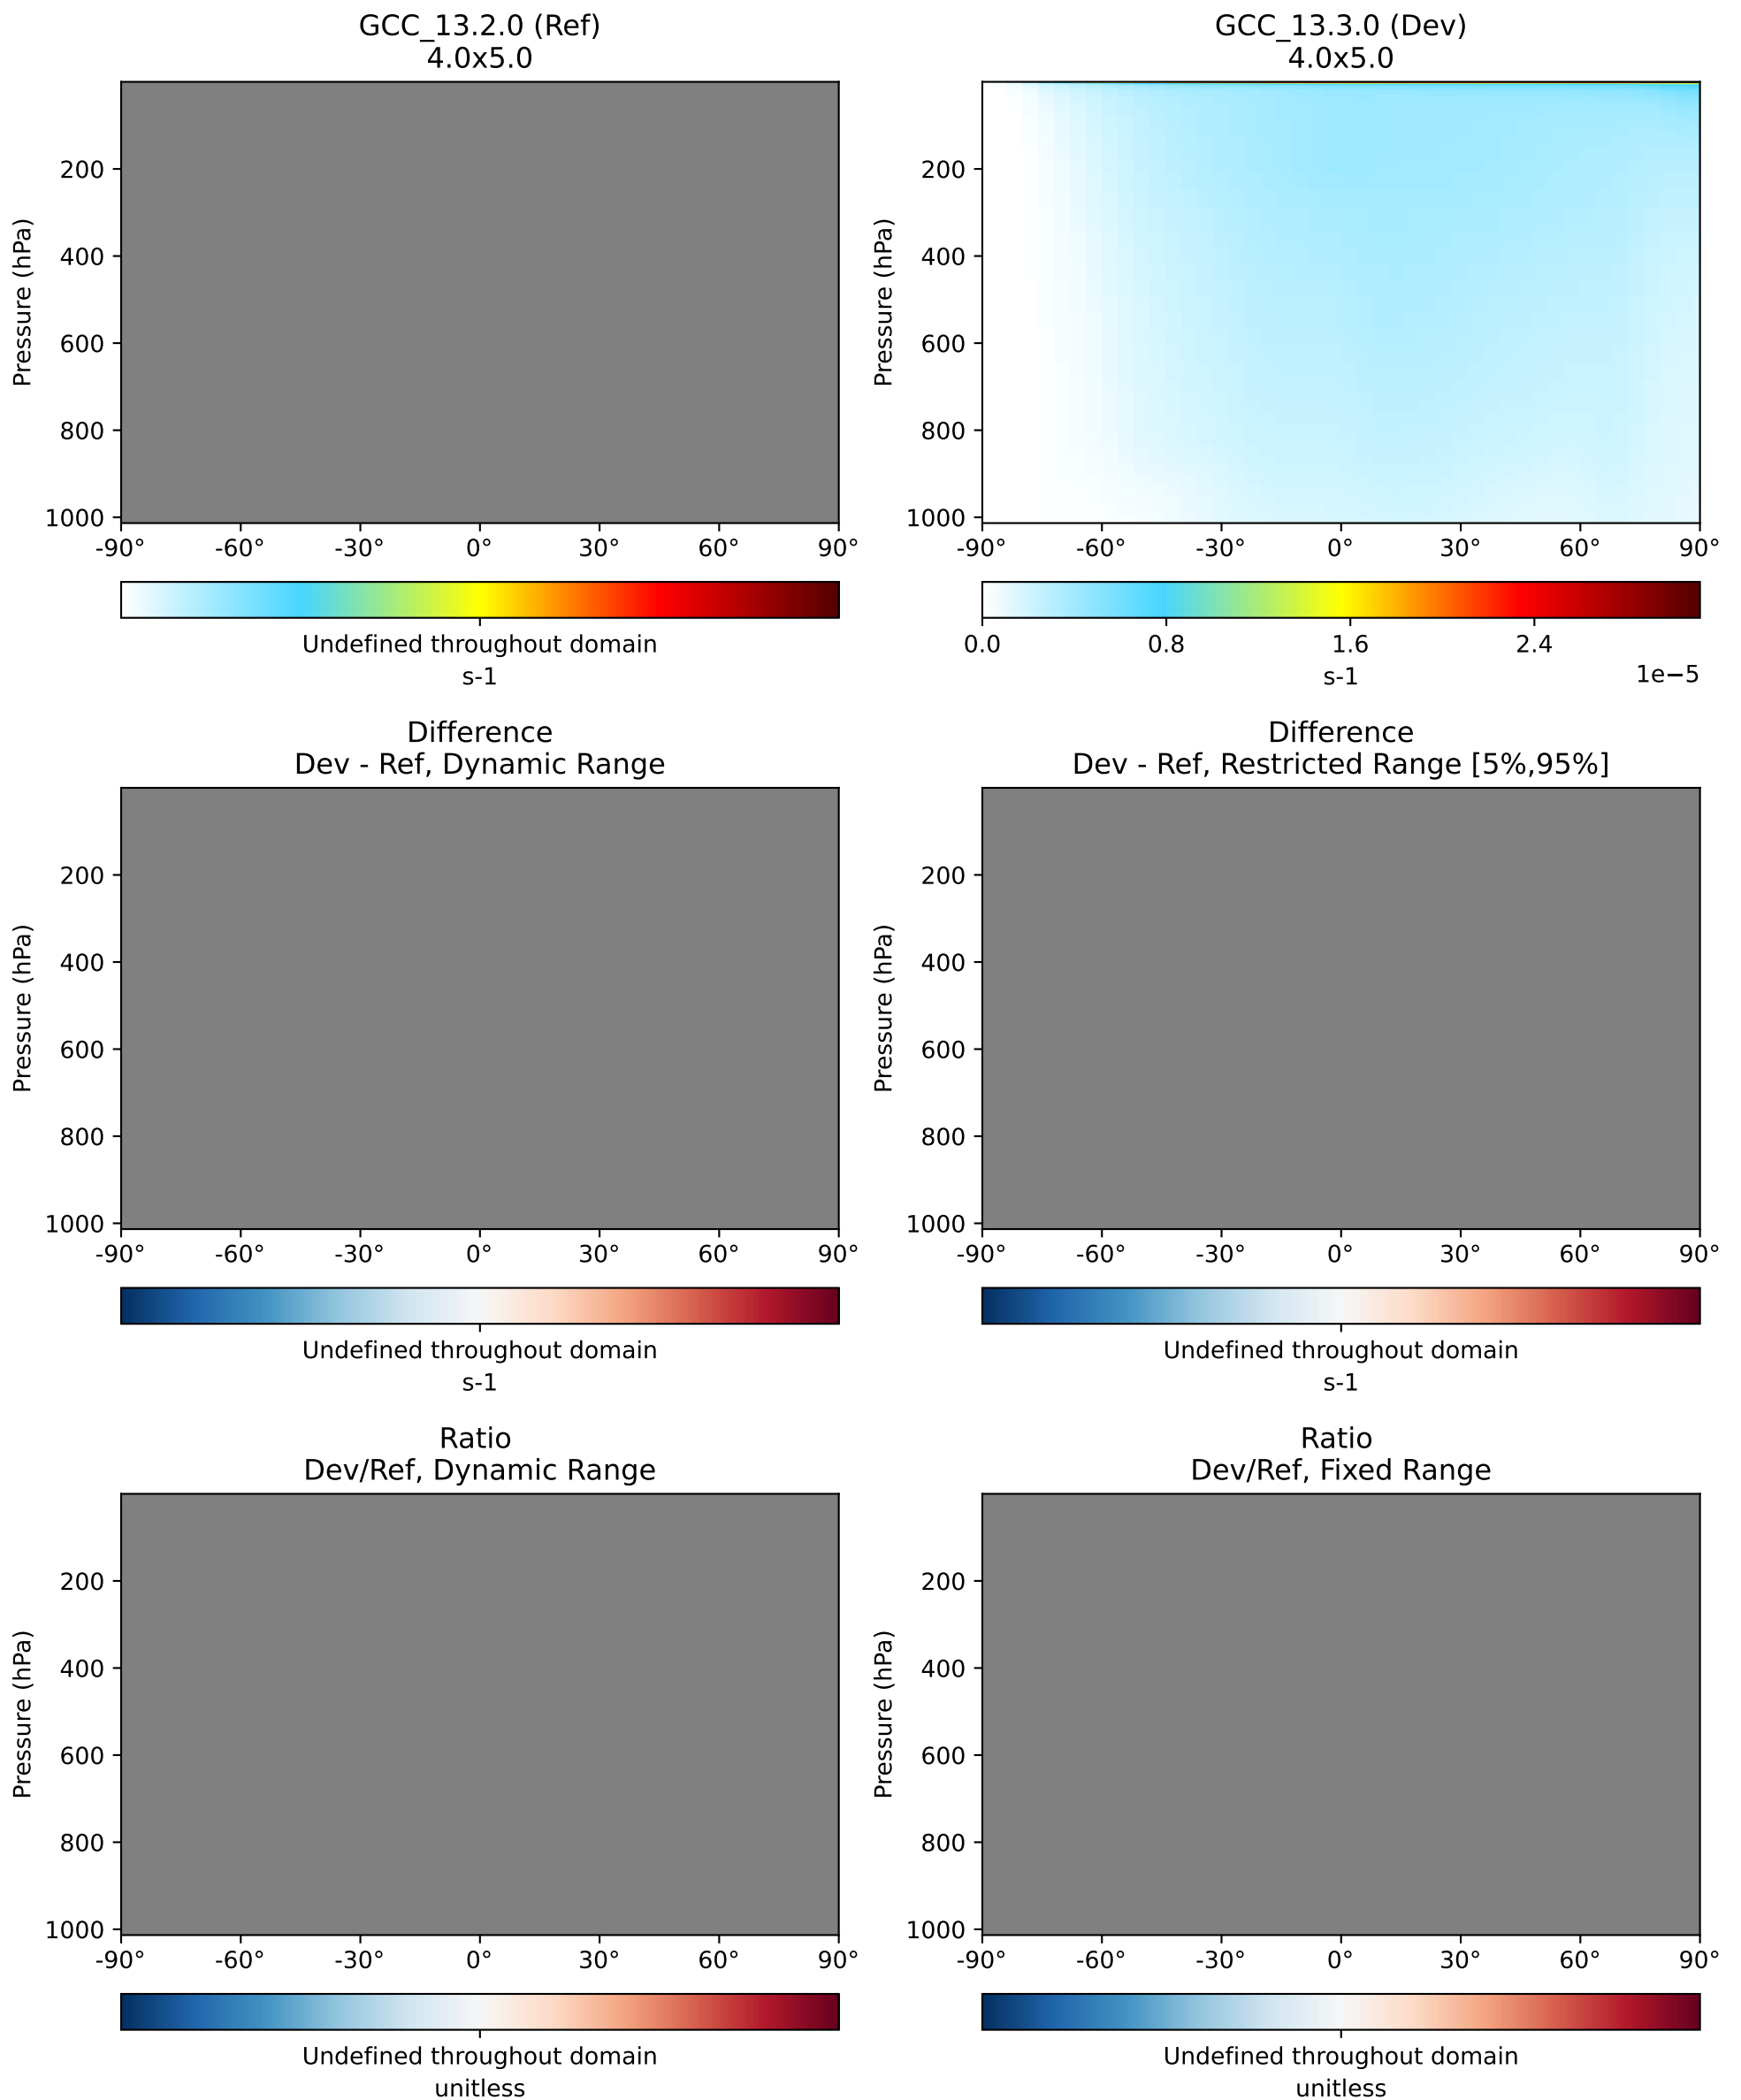 GCC_13.2.0 (Ref)
4.0x5.0
Pressure (hPa)
200
400
600
800
1000
-90° -60° -30° 0° 30° 60° 90°
Undefined throughout domain
s-1
GCC_13.3.0 (Dev)
4.0x5.0
Pressure (hPa)
200
400
600
800
1000
-90° -60° -30° 0° 30° 60° 90°
0.0 0.8 1.6 2.4
s-1
1e−5
Difference
Dev - Ref, Dynamic Range
Pressure (hPa)
200
400
600
800
1000
-90° -60° -30° 0° 30° 60° 90°
Undefined throughout domain
s-1
Difference
Dev - Ref, Restricted Range [5%,95%]
Pressure (hPa)
200
400
600
800
1000
-90° -60° -30° 0° 30° 60° 90°
Undefined throughout domain
s-1
Ratio
Dev/Ref, Dynamic Range
Pressure (hPa)
200
400
600
800
1000
-90° -60° -30° 0° 30° 60° 90°
Undefined throughout domain
unitless
Ratio
Dev/Ref, Fixed Range
Pressure (hPa)
200
400
600
800
1000
-90° -60° -30° 0° 30° 60° 90°
Undefined throughout domain
unitless